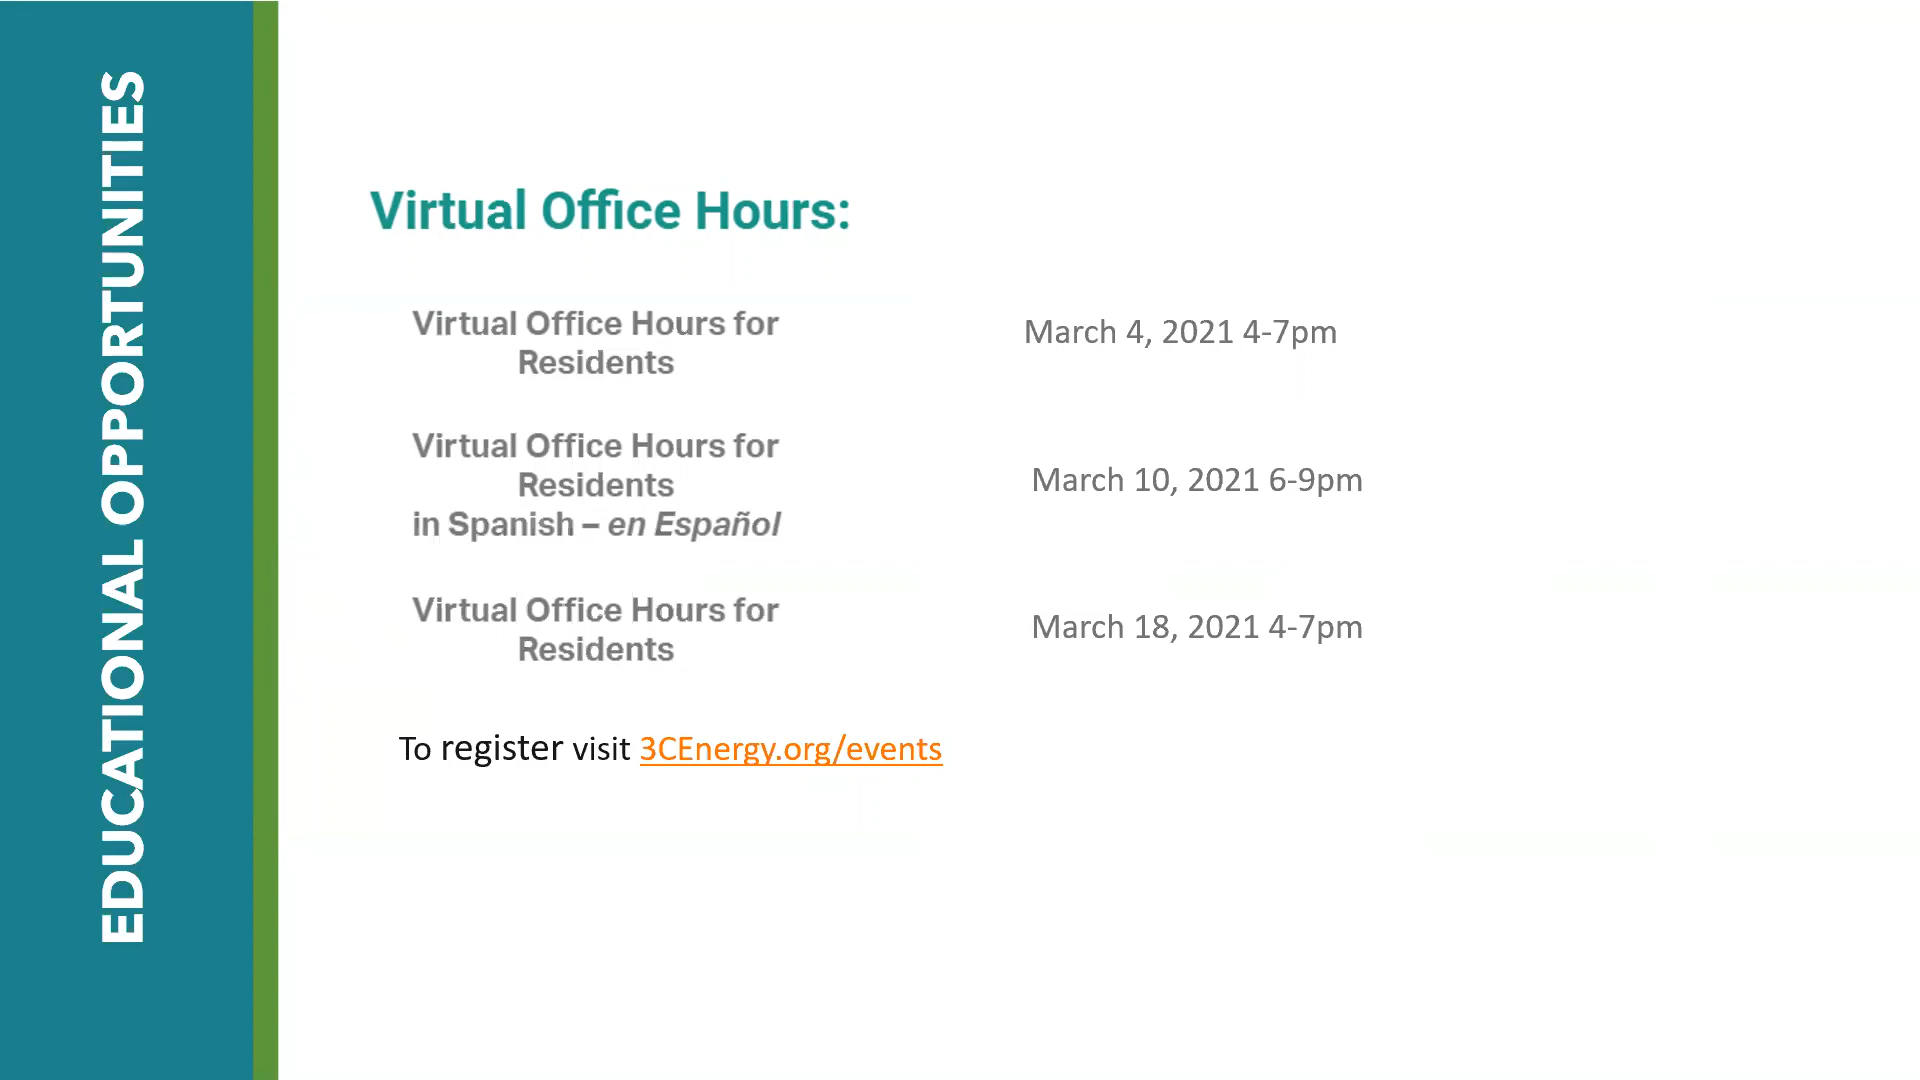 EDUCATIONAL OPPORTUNITIES
Virtual Office Hours:
Virtual Office Hours for
Residents
March 4, 2021 4-7pm
Virtual Office Hours for
Residents
in Spanish – en Español
March 10, 2021 6-9pm
Virtual Office Hours for
Residents
March 18, 2021 4-7pm
To register visit 3CEnergy.org/events